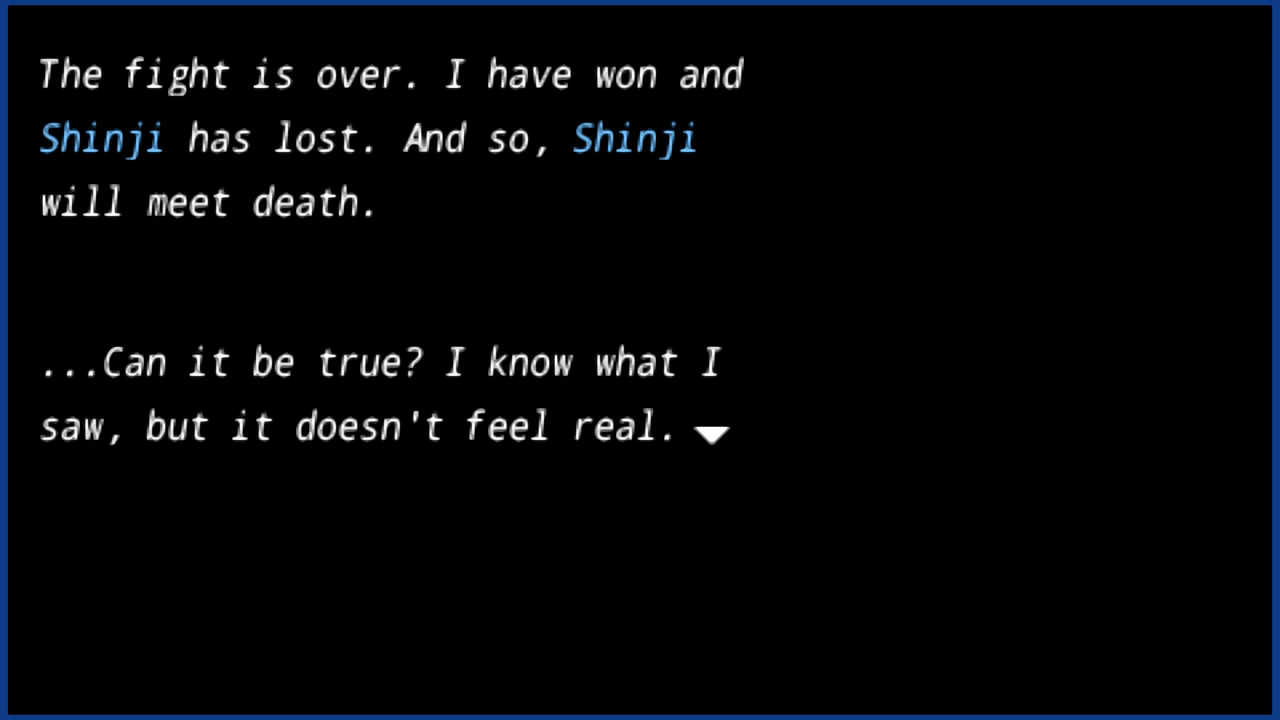 The fight is over. I have won and
Shinji has lost. And so, Shinji
will meet death.
...Can it be true? I know what I
saw, but it doesn't feel real.